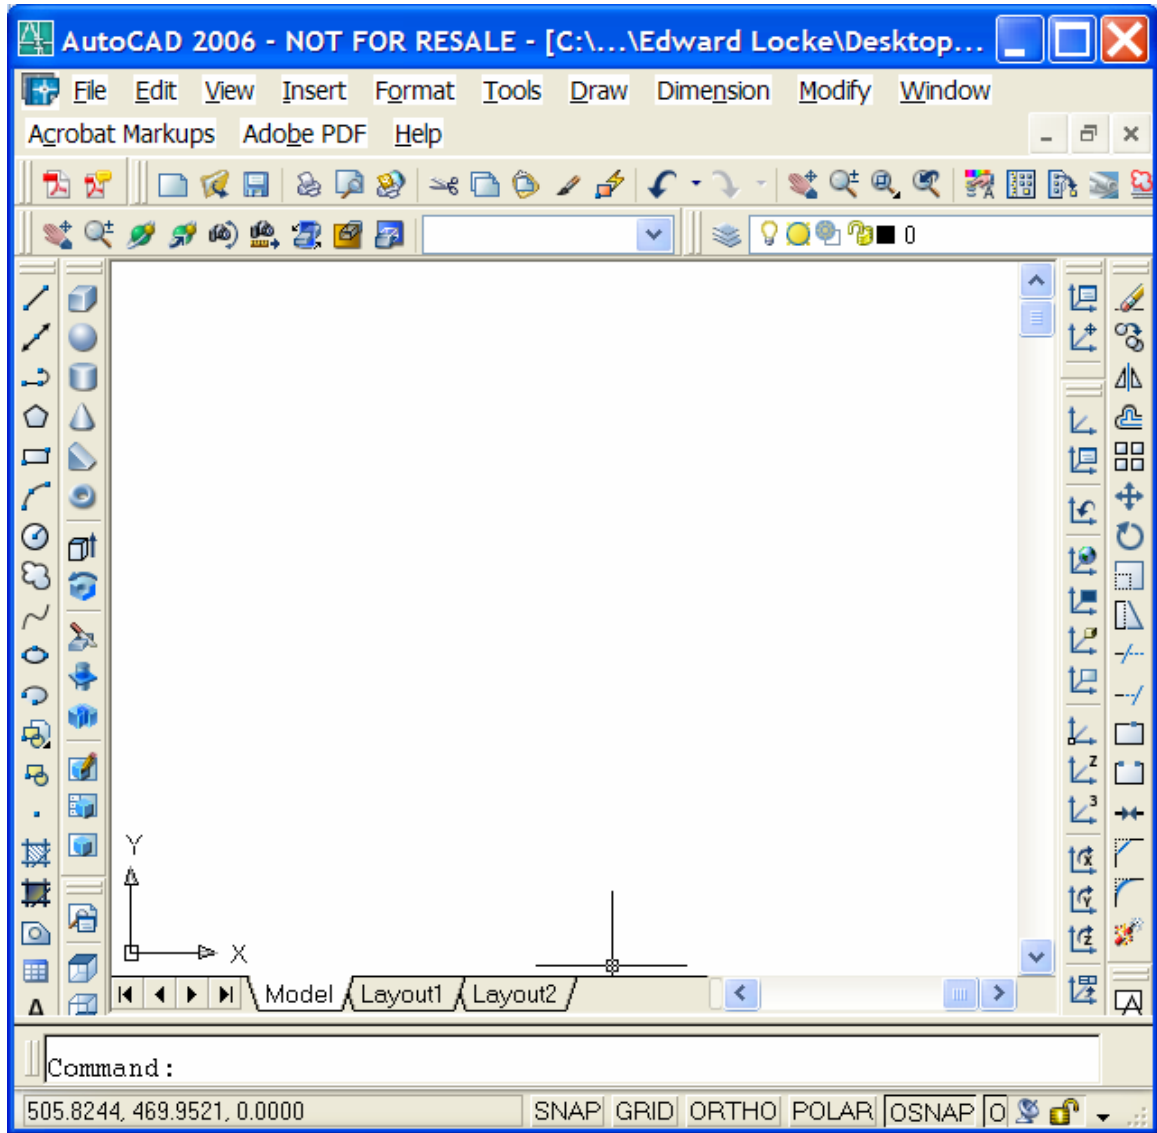 AutoCAD 2006 - NOT FOR RESALE - [C:\...\Edward Locke\Desktop...
File Edit View Insert Format Tools Draw Dimension Modify Window
Acrobat Markups Adobe PDF Help
0
Z
3
X
Y
Z
A
A
Y
X
Model Layout1 Layout2
Command:
505.8244, 469.9521, 0.0000 SNAP GRID ORTHO POLAR OSNAP O